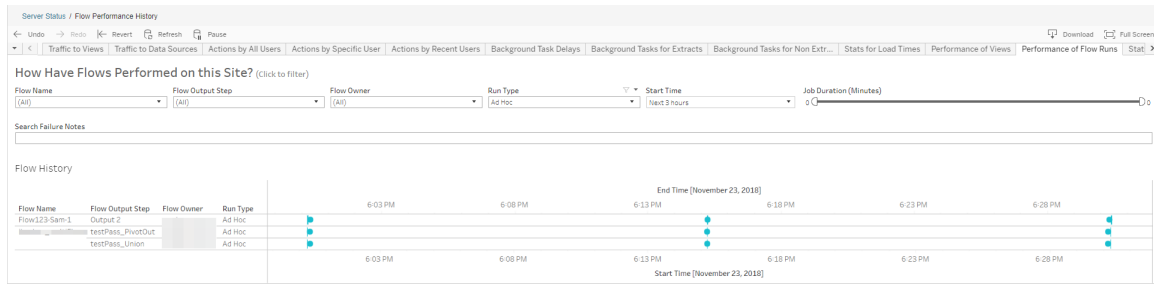 Server Status / Flow Performance History
Undo Redo Revert Refresh Pause Download Full Screen
Traffic to Views Traffic to Data Sources Actions by All Users Actions by Specific User Actions by Recent Users Background Task Delays Background Tasks for Extracts Background Tasks for Non Extr... Stats for Load Times Performance of Views Performance of Flow Runs Stat
How Have Flows Performed on this Site? (Click to filter)
Flow Name Flow Output Step Flow Owner Run Type Start Time Job Duration (Minutes)
(All) (All) (All) Ad Hoc Next 3 hours 0 0
Search Failure Notes
Flow History
End Time [November 23, 2018]
6:03 PM 6:08 PM 6:13 PM 6:18 PM 6:23 PM 6:28 PM
Flow Name Flow Output Step Flow Owner Run Type
Flow123-Sam-1 Output 2 Ad Hoc
testPass_PivotOut Ad Hoc
testPass_Union Ad Hoc
6:03 PM 6:08 PM 6:13 PM 6:18 PM 6:23 PM 6:28 PM
Start Time [November 23, 2018]